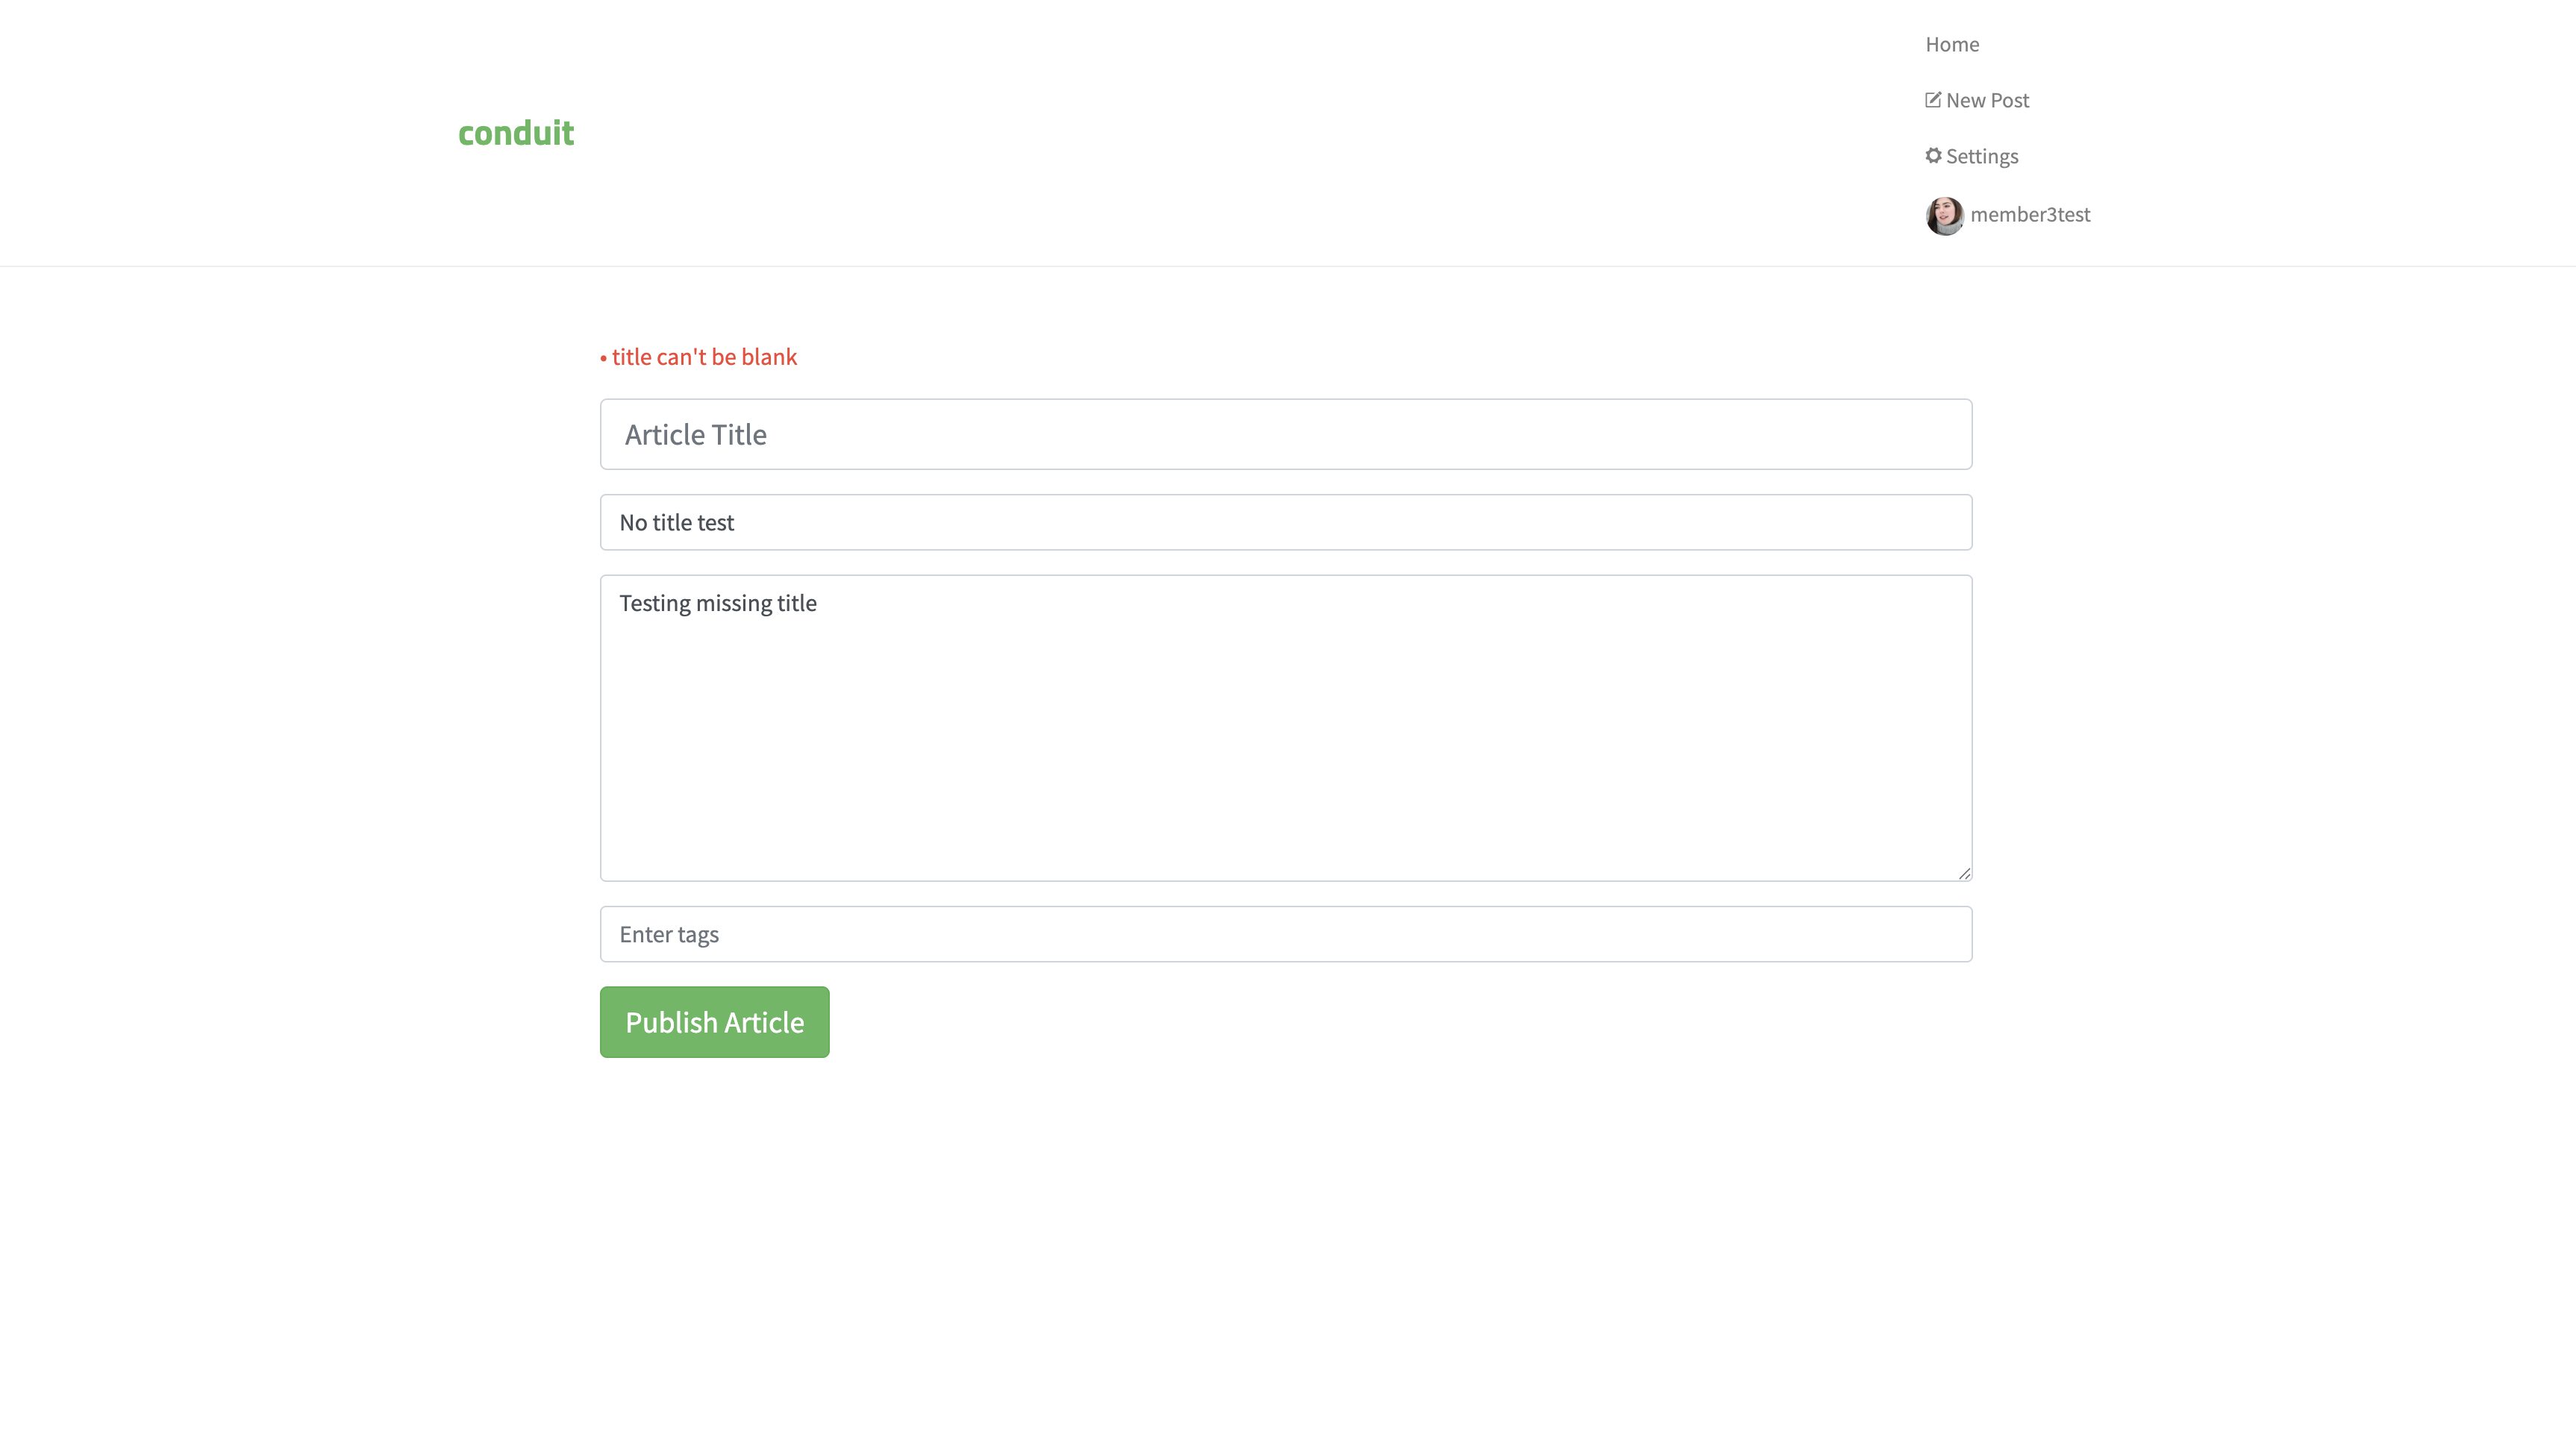 Home
New Post
conduit
Settings
member3test
• title can't be blank
Article Title
No title test
Testing missing title
Enter tags
Publish Article